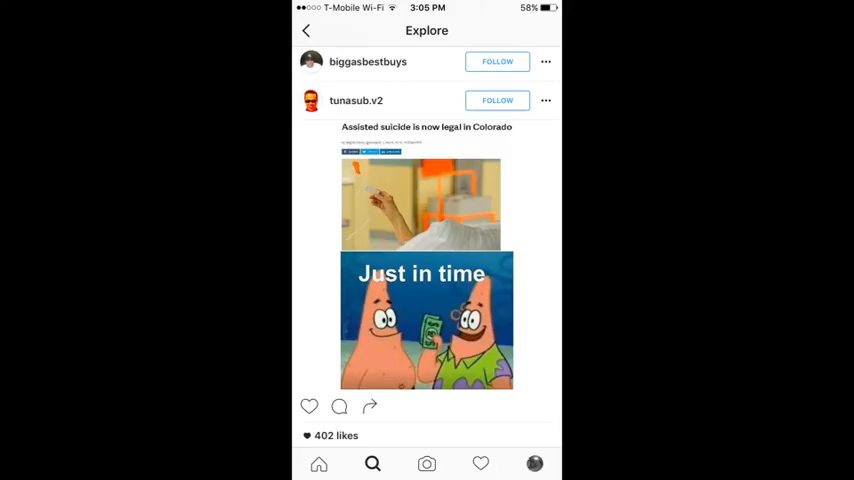 T-Mobile Wi-Fi 3:05 PM 58%
Explore
biggasbestbuys FOLLOW
tunasub.v2 FOLLOW
Assisted suicide is now legal in Colorado
Just in time
402 likes